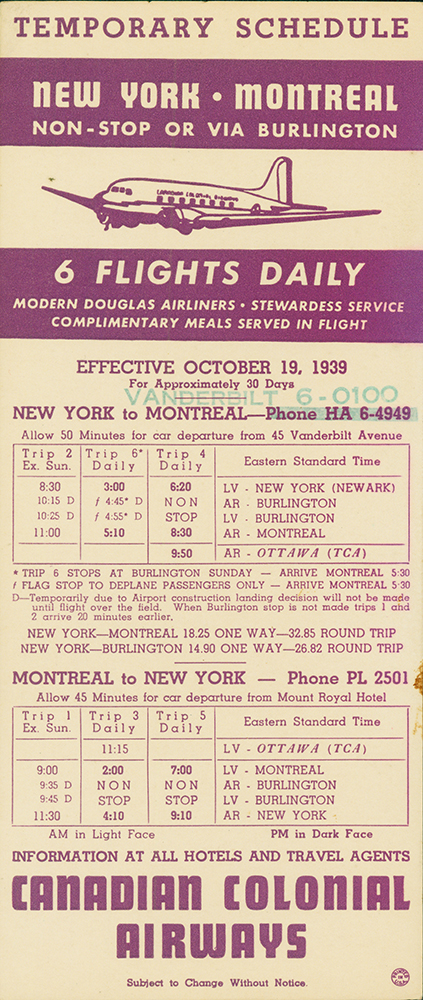 TEMPORARY SCHEDULE
NEW YORK • MONTREAL
NON-STOP OR VIA BURLINGTON
6 FLIGHTS DAILY
MODERN DOUGLAS AIRLINERS • STEWARDESS SERVICE
COMPLIMENTARY MEALS SERVED IN FLIGHT
EFFECTIVE OCTOBER 19, 1939
For Approximately 30 Days
VANDERBILT 6-0100
NEW YORK to MONTREAL—Phone HA 6-4949
Allow 50 Minutes for car departure from 45 Vanderbilt Avenue
Trip 2 Trip 6* Trip 4
Ex. Sun. Daily Daily Eastern Standard Time
8:30 3:00 6:20 LV - NEW YORK (NEWARK)
10:15 D f 4:45* D NON AR - BURLINGTON
10:25 D f 4:55* D STOP LV - BURLINGTON
11:00 5:10 8:30 AR - MONTREAL
9:50 AR - OTTAWA (TCA)
* TRIP 6 STOPS AT BURLINGTON SUNDAY — ARRIVE MONTREAL 5:30
f FLAG STOP TO DEPLANE PASSENGERS ONLY — ARRIVE MONTREAL 5:30
D—Temporarily due to Airport construction landing decision will not be made
until flight over the field. When Burlington stop is not made trips 1 and
2 arrive 20 minutes earlier.
NEW YORK—MONTREAL 18.25 ONE WAY—32.85 ROUND TRIP
NEW YORK—BURLINGTON 14.90 ONE WAY—26.82 ROUND TRIP
MONTREAL to NEW YORK — Phone PL 2501
Allow 45 Minutes for car departure from Mount Royal Hotel
Trip 1 Trip 3 Trip 5
Ex. Sun. Daily Daily Eastern Standard Time
11:15 LV - OTTAWA (TCA)
9:00 2:00 7:00 LV - MONTREAL
9:35 D NON NON AR - BURLINGTON
9:45 D STOP STOP LV - BURLINGTON
11:30 4:10 9:10 AR - NEW YORK
AM in Light Face PM in Dark Face
INFORMATION AT ALL HOTELS AND TRAVEL AGENTS
CANADIAN COLONIAL
AIRWAYS
Subject to Change Without Notice.